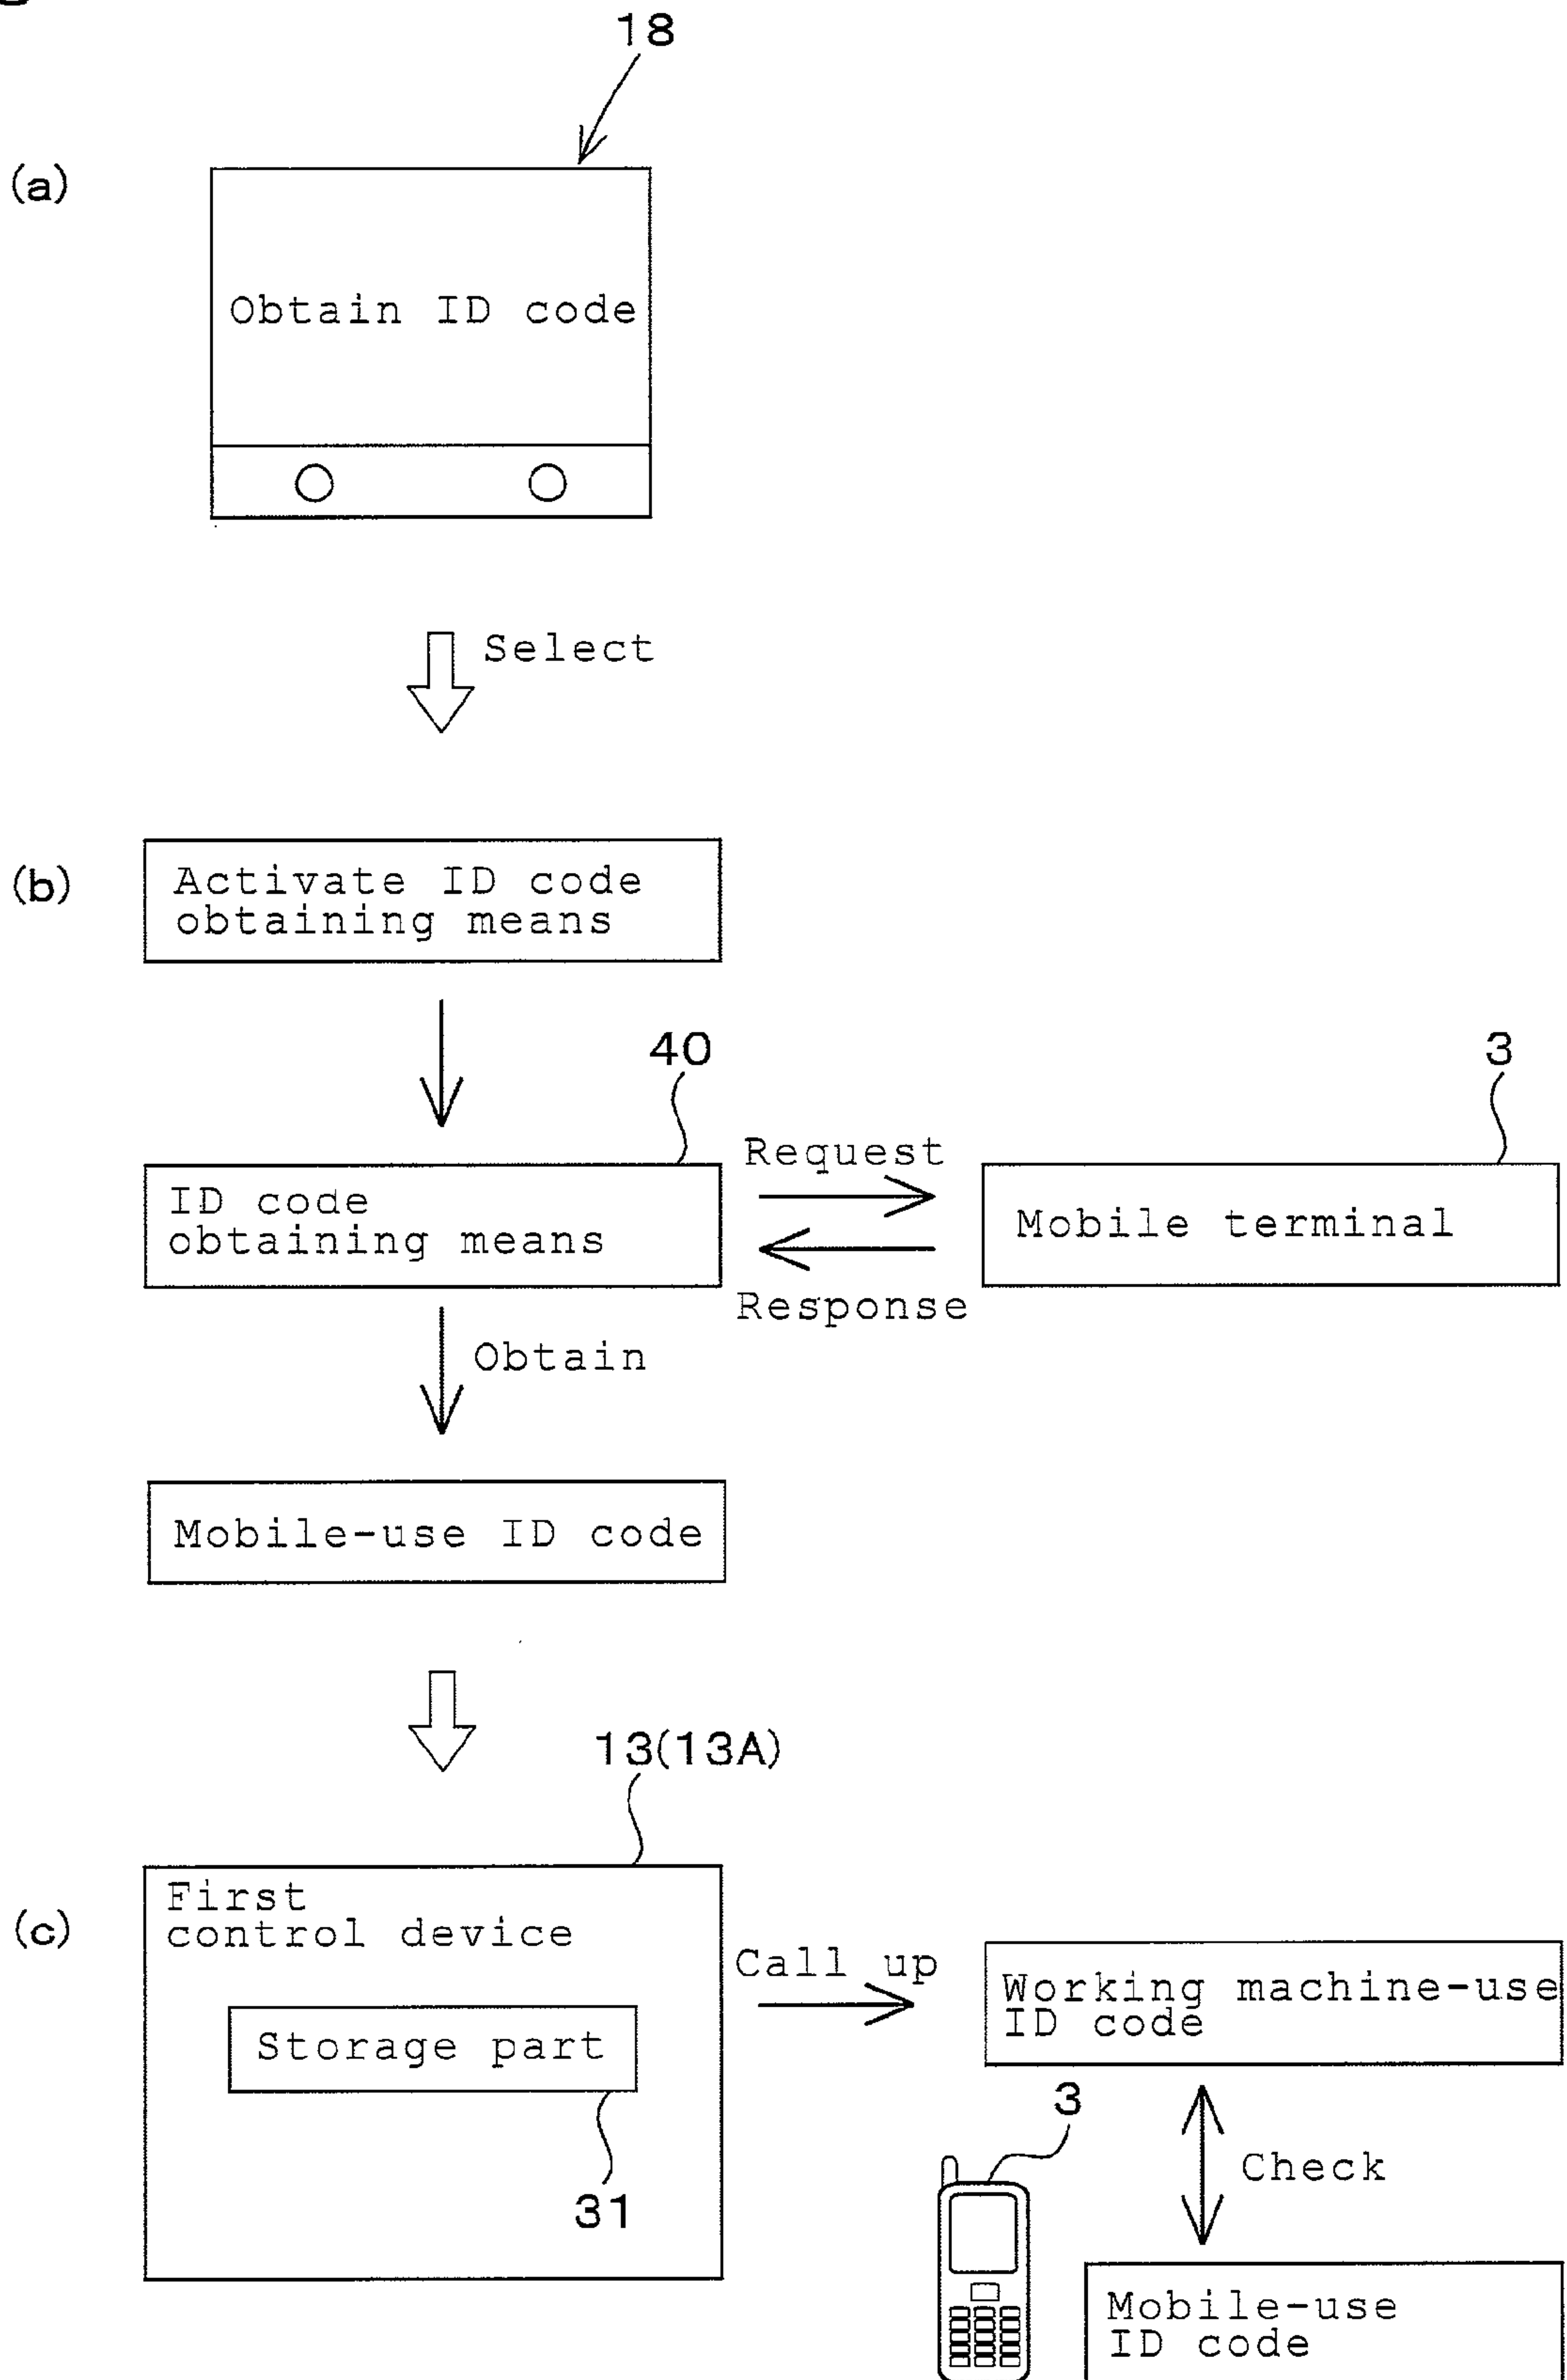 18
(a)
Obtain ID code
Select
(b)
Activate ID code
obtaining means
40
3
Request
ID code
obtaining means
Mobile terminal
Response
Obtain
Mobile-use ID code
13(13A)
(c)
First
control device
Call up
Working machine-use
ID code
Storage part
3
Check
31
Mobile-use
ID code